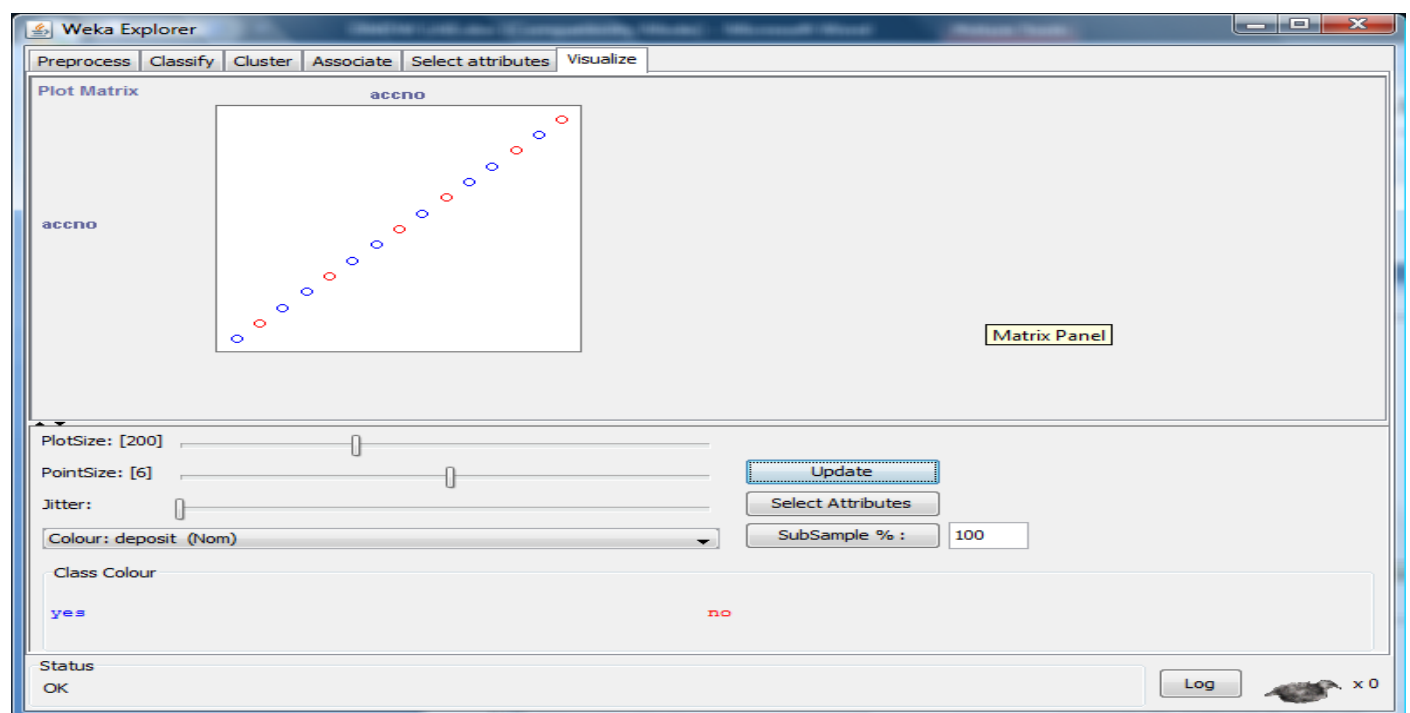 Weka Explorer
Preprocess Classify Cluster Associate Select attributes Visualize
Plot Matrix
accno
accno
Matrix Panel
PlotSize: [200]
PointSize: [6]
Update
Jitter:
Select Attributes
Colour: deposit (Nom)
SubSample % : 100
Class Colour
yes no
Status
OK
Log
x 0